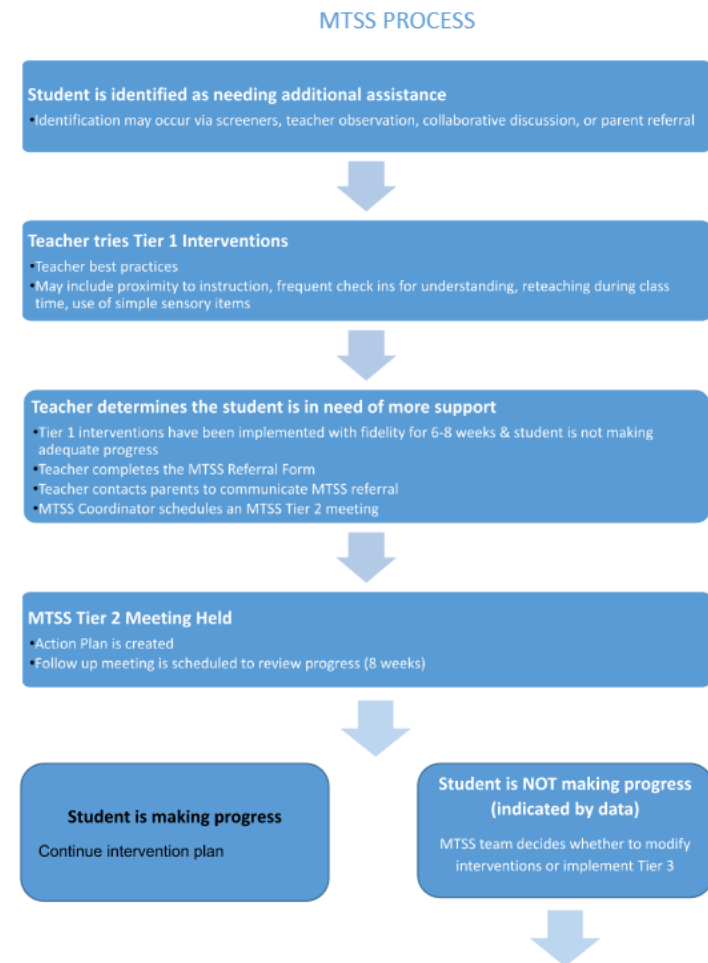 MTSS PROCESS
Student is identified as needing additional assistance
•Identification may occur via screeners, teacher observation, collaborative discussion, or parent referral
Teacher tries Tier 1 Interventions
•Teacher best practices
•May include proximity to instruction, frequent check ins for understanding, reteaching during class
time, use of simple sensory items
Teacher determines the student is in need of more support
•Tier 1 interventions have been implemented with fidelity for 6-8 weeks & student is not making
adequate progress
•Teacher completes the MTSS Referral Form
•Teacher contacts parents to communicate MTSS referral
•MTSS Coordinator schedules an MTSS Tier 2 meeting
MTSS Tier 2 Meeting Held
•Action Plan is created
•Follow up meeting is scheduled to review progress (8 weeks)
Student is making progress
Continue intervention plan
Student is NOT making progress
(indicated by data)
MTSS team decides whether to modify
interventions or implement Tier 3